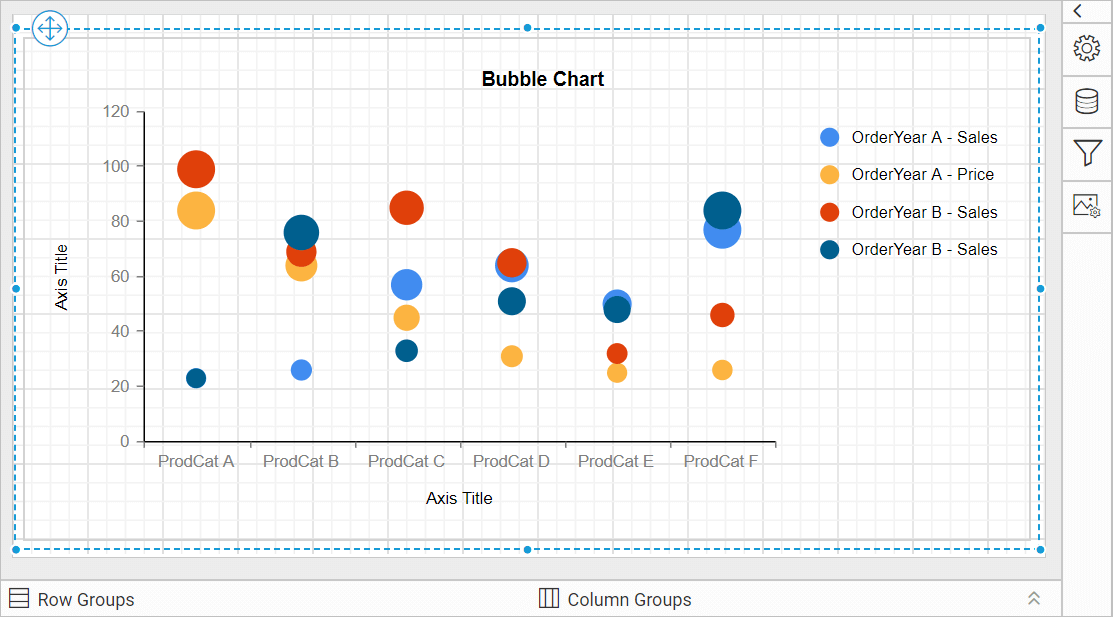 Bubble Chart
120
100
80
60
40
20
0
Axis Title
ProdCat A
ProdCat B
ProdCat C
ProdCat D
ProdCat E
ProdCat F
Axis Title
OrderYear A - Sales
OrderYear A - Price
OrderYear B - Sales
OrderYear B - Sales
Row Groups
Column Groups